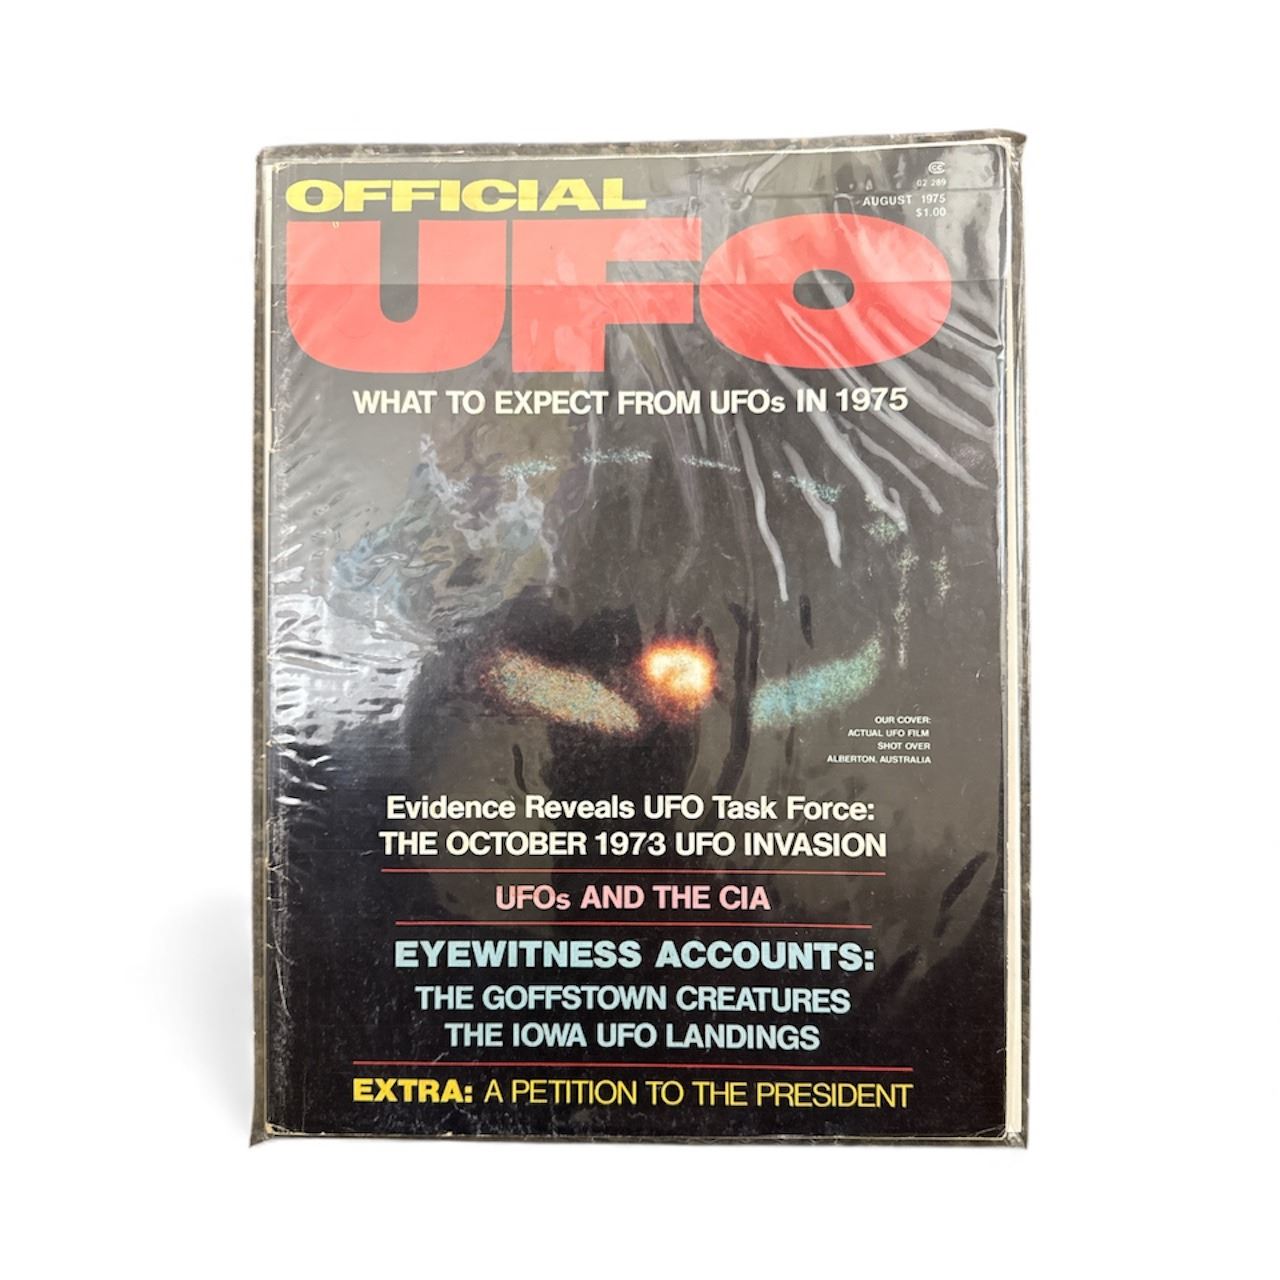 OFFICIAL
UFO
CC
02 289
AUGUST 1975
$1.00
WHAT TO EXPECT FROM UFOs IN 1975
OUR COVER:
ACTUAL UFO FILM
SHOT OVER
ALBERTON, AUSTRALIA
Evidence Reveals UFO Task Force:
THE OCTOBER 1973 UFO INVASION
UFOs AND THE CIA
EYEWITNESS ACCOUNTS:
THE GOFFSTOWN CREATURES
THE IOWA UFO LANDINGS
EXTRA: A PETITION TO THE PRESIDENT